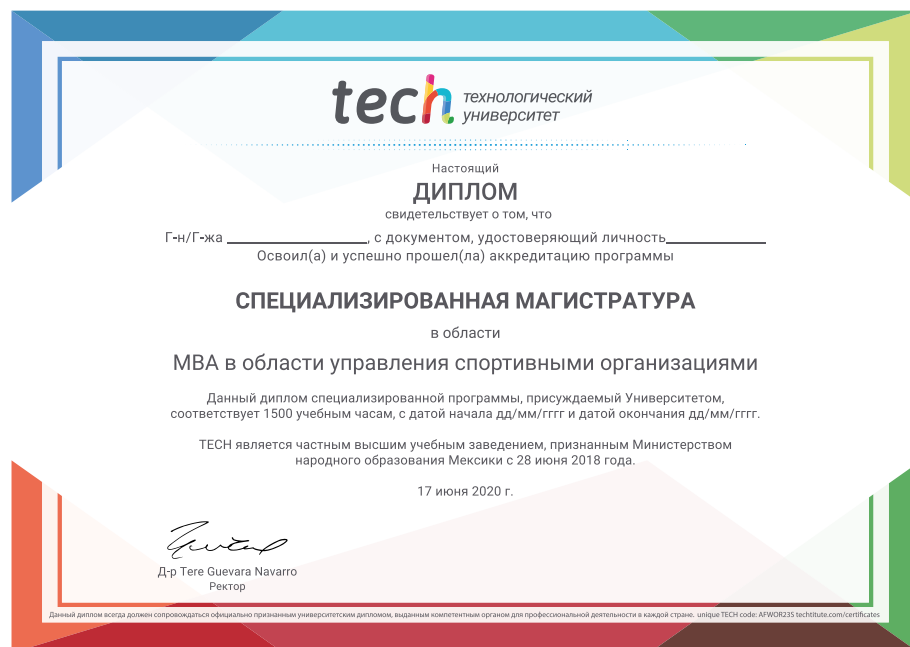 tech технологический
университет
Настоящий
ДИПЛОМ
свидетельствует о том, что
Г-н/Г-жа ____________________, с документом, удостоверяющий личность______________
Освоил(а) и успешно прошел(ла) аккредитацию программы
СПЕЦИАЛИЗИРОВАННАЯ МАГИСТРАТУРА
в области
MBA в области управления спортивными организациями
Данный диплом специализированной программы, присуждаемый Университетом,
соответствует 1500 учебным часам, с датой начала дд/мм/гггг и датой окончания дд/мм/гггг.
TECH является частным высшим учебным заведением, признанным Министерством
народного образования Мексики с 28 июня 2018 года.
17 июня 2020 г.
Д-р Tere Guevara Navarro
Ректор
Данный диплом всегда должен сопровождаться официально признанным университетским дипломом, выданным компетентным органом для профессиональной деятельности в каждой стране. unique TECH code: AFWOR23S techtitute.com/certificates